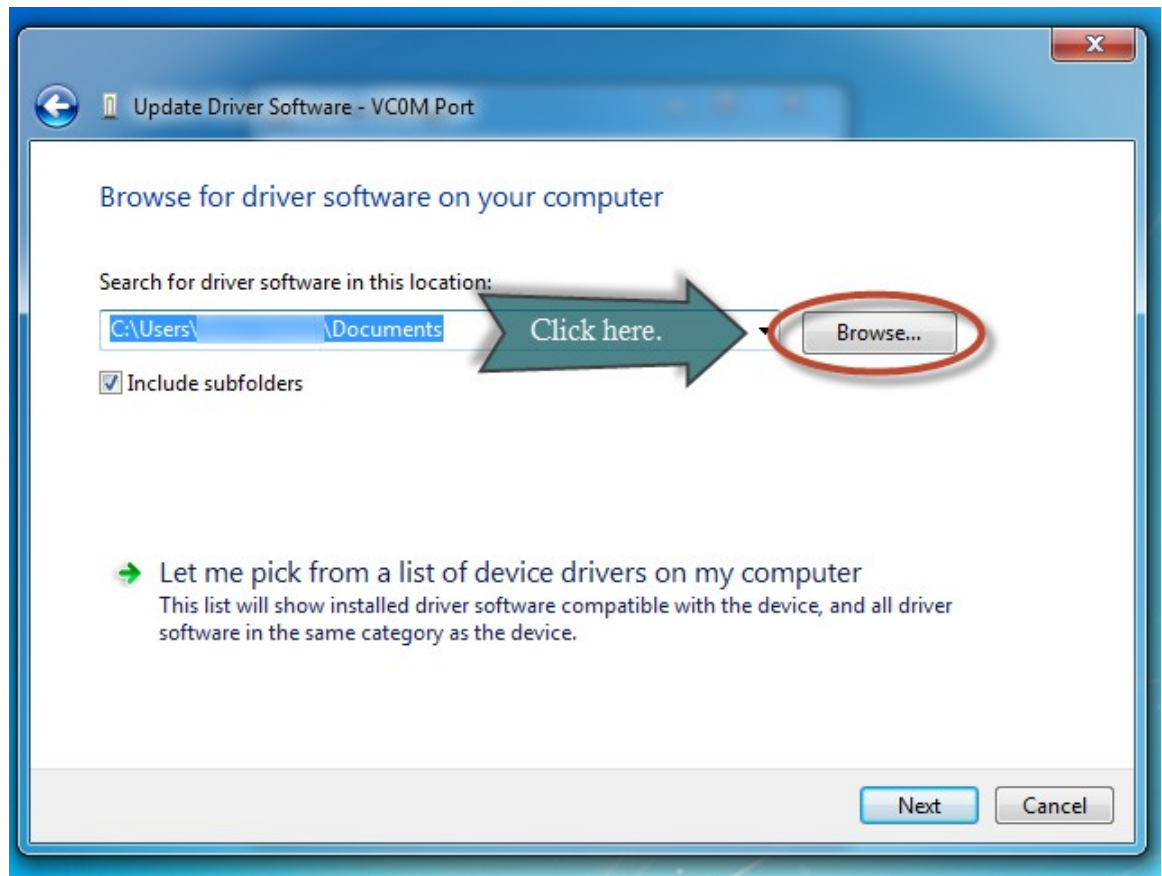 Update Driver Software - VC0M Port
Browse for driver software on your computer
Search for driver software in this location:
C:\Users\ \Documents
Click here.
Browse...
Include subfolders
Let me pick from a list of device drivers on my computer
This list will show installed driver software compatible with the device, and all driver
software in the same category as the device.
Next
Cancel